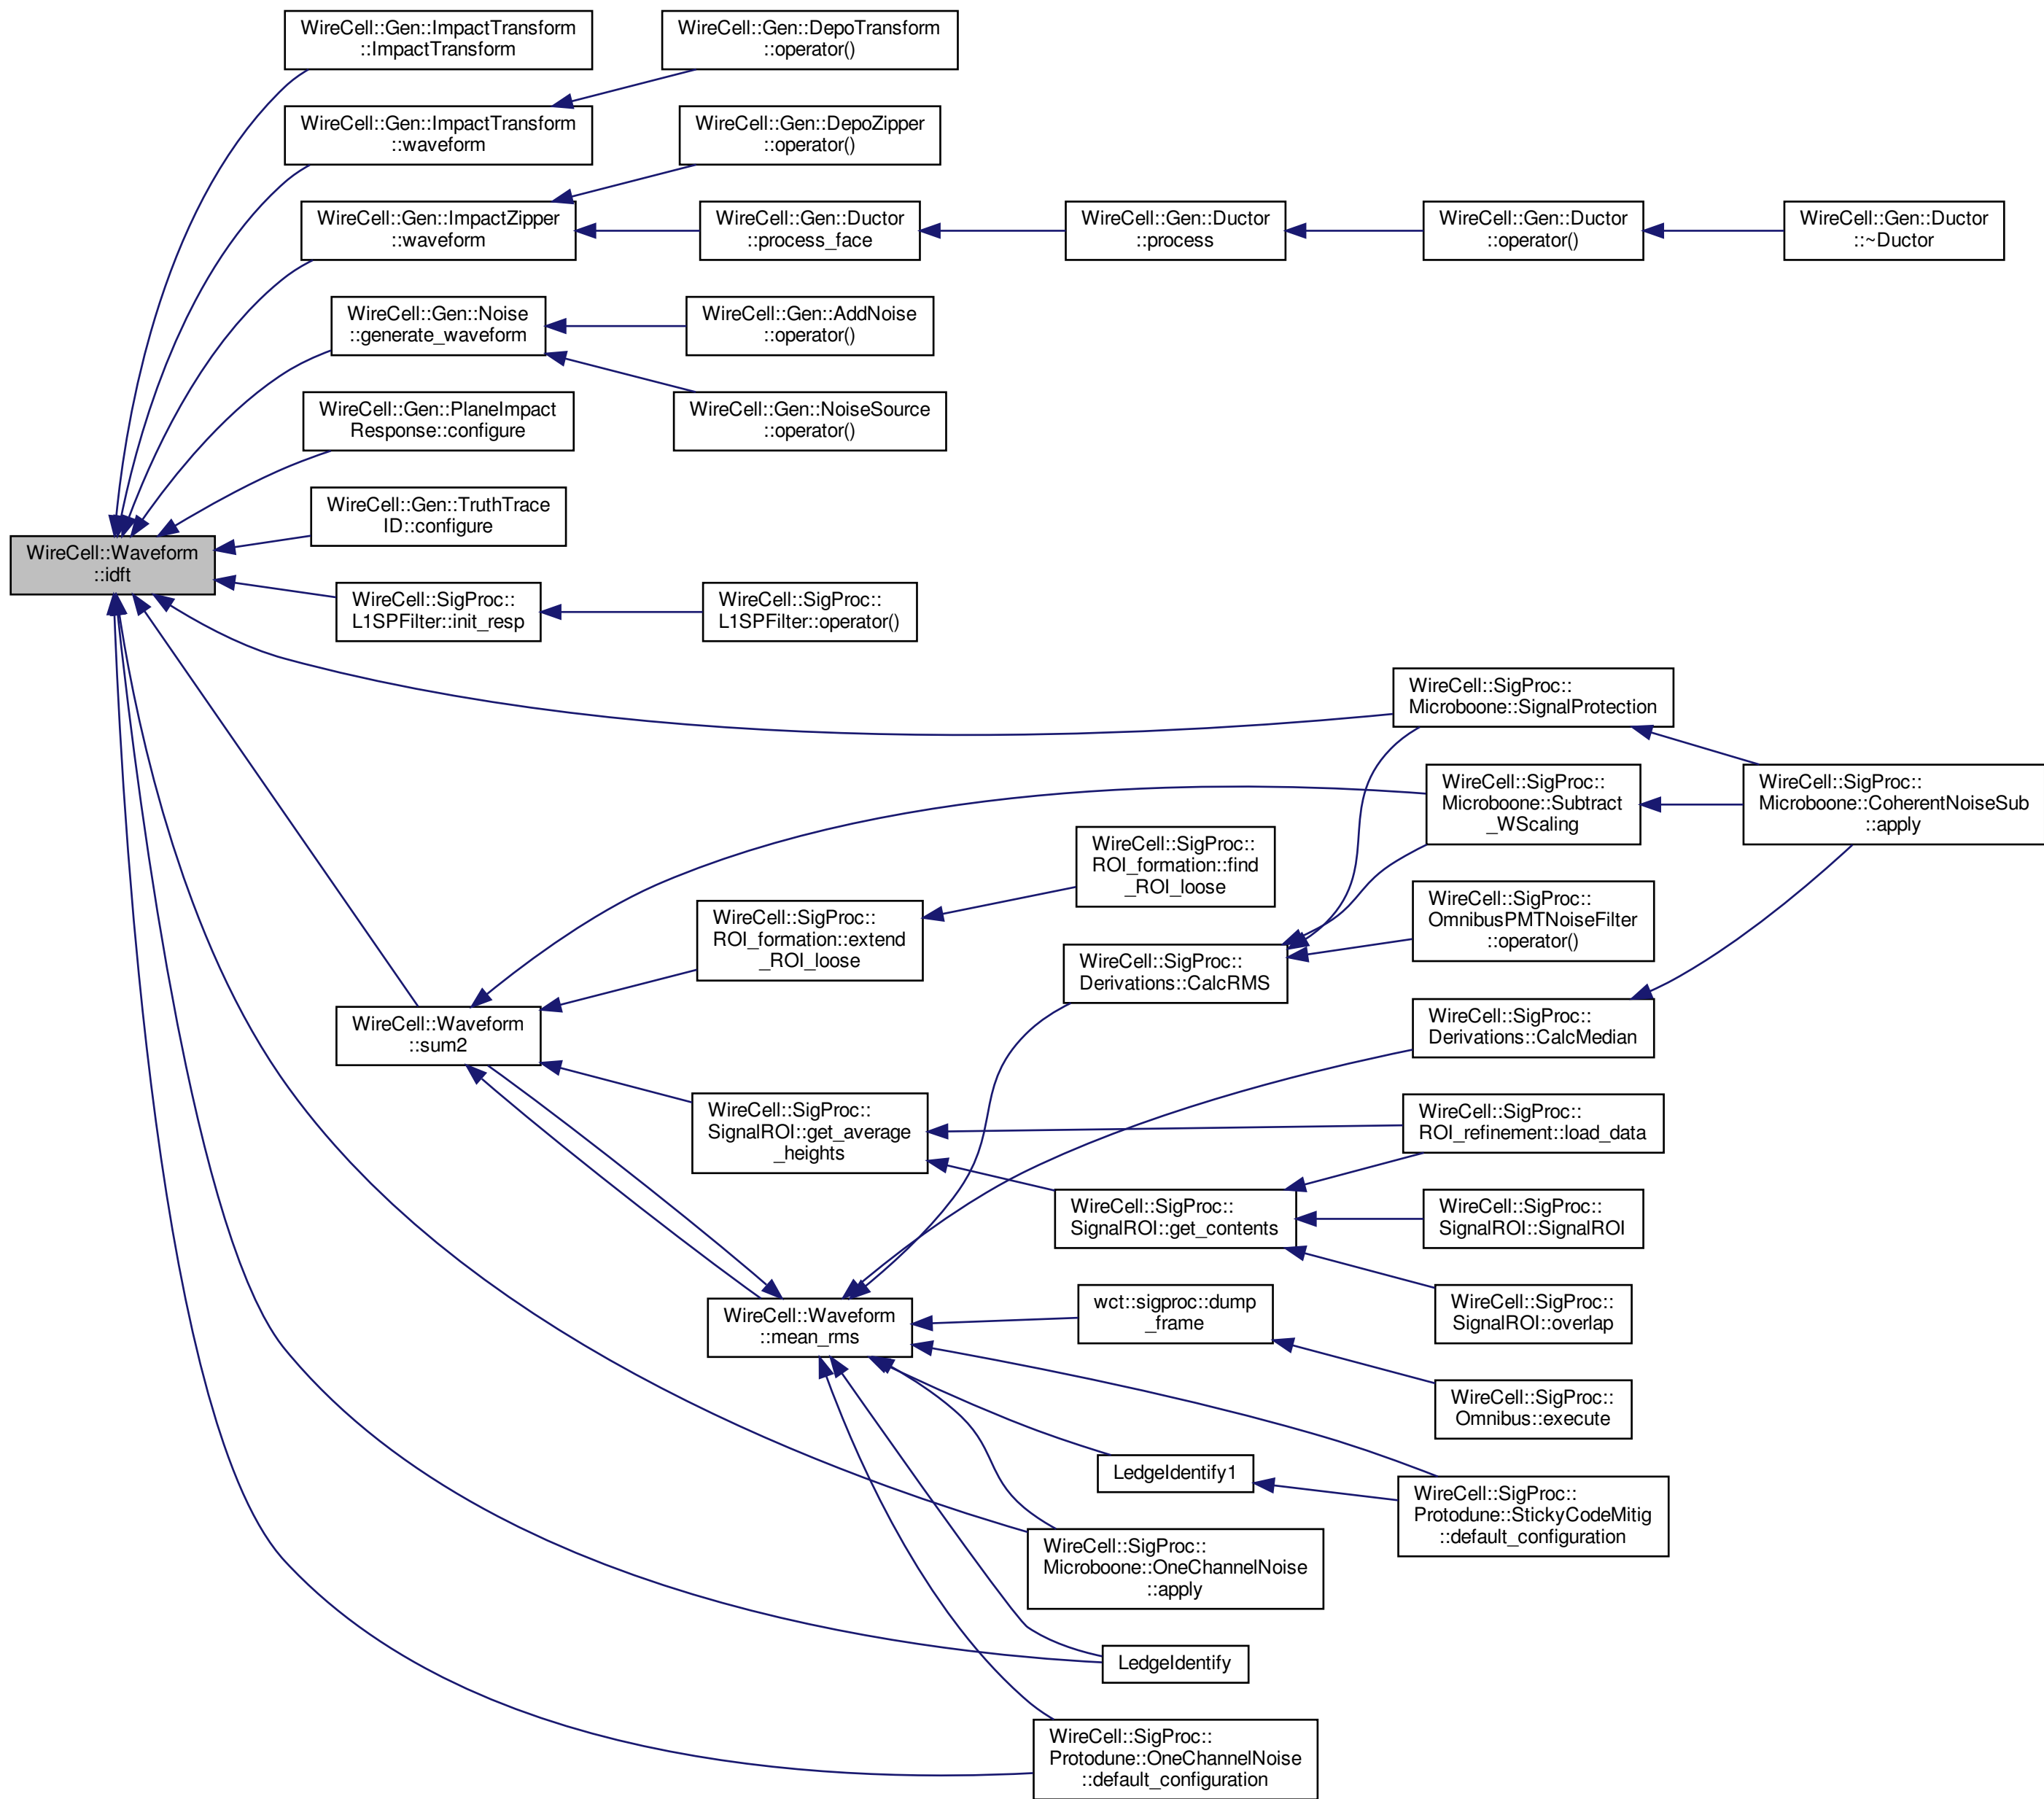 WireCell::Gen::ImpactTransform
::ImpactTransform
WireCell::Gen::DepoTransform
::operator()
WireCell::Gen::ImpactTransform
::waveform
WireCell::Gen::DepoZipper
::operator()
WireCell::Gen::ImpactZipper
::waveform
WireCell::Gen::Ductor
::process_face
WireCell::Gen::Ductor
::process
WireCell::Gen::Ductor
::operator()
WireCell::Gen::Ductor
::~Ductor
WireCell::Gen::Noise
::generate_waveform
WireCell::Gen::AddNoise
::operator()
WireCell::Gen::PlaneImpact
Response::configure
WireCell::Gen::NoiseSource
::operator()
WireCell::Gen::TruthTrace
ID::configure
WireCell::Waveform
::idft
WireCell::SigProc::
L1SPFilter::init_resp
WireCell::SigProc::
L1SPFilter::operator()
WireCell::SigProc::
Microboone::SignalProtection
WireCell::SigProc::
Microboone::Subtract
_WScaling
WireCell::SigProc::
Microboone::CoherentNoiseSub
::apply
WireCell::SigProc::
ROI_formation::find
_ROI_loose
WireCell::SigProc::
ROI_formation::extend
_ROI_loose
WireCell::SigProc::
OmnibusPMTNoiseFilter
::operator()
WireCell::SigProc::
Derivations::CalcRMS
WireCell::Waveform
::sum2
WireCell::SigProc::
Derivations::CalcMedian
WireCell::SigProc::
SignalROI::get_average
_heights
WireCell::SigProc::
ROI_refinement::load_data
WireCell::SigProc::
SignalROI::get_contents
WireCell::SigProc::
SignalROI::SignalROI
WireCell::SigProc::
SignalROI::overlap
WireCell::Waveform
::mean_rms
wct::sigproc::dump
_frame
WireCell::SigProc::
Omnibus::execute
LedgeIdentify1
WireCell::SigProc::
Protodune::StickyCodeMitig
::default_configuration
WireCell::SigProc::
Microboone::OneChannelNoise
::apply
LedgeIdentify
WireCell::SigProc::
Protodune::OneChannelNoise
::default_configuration